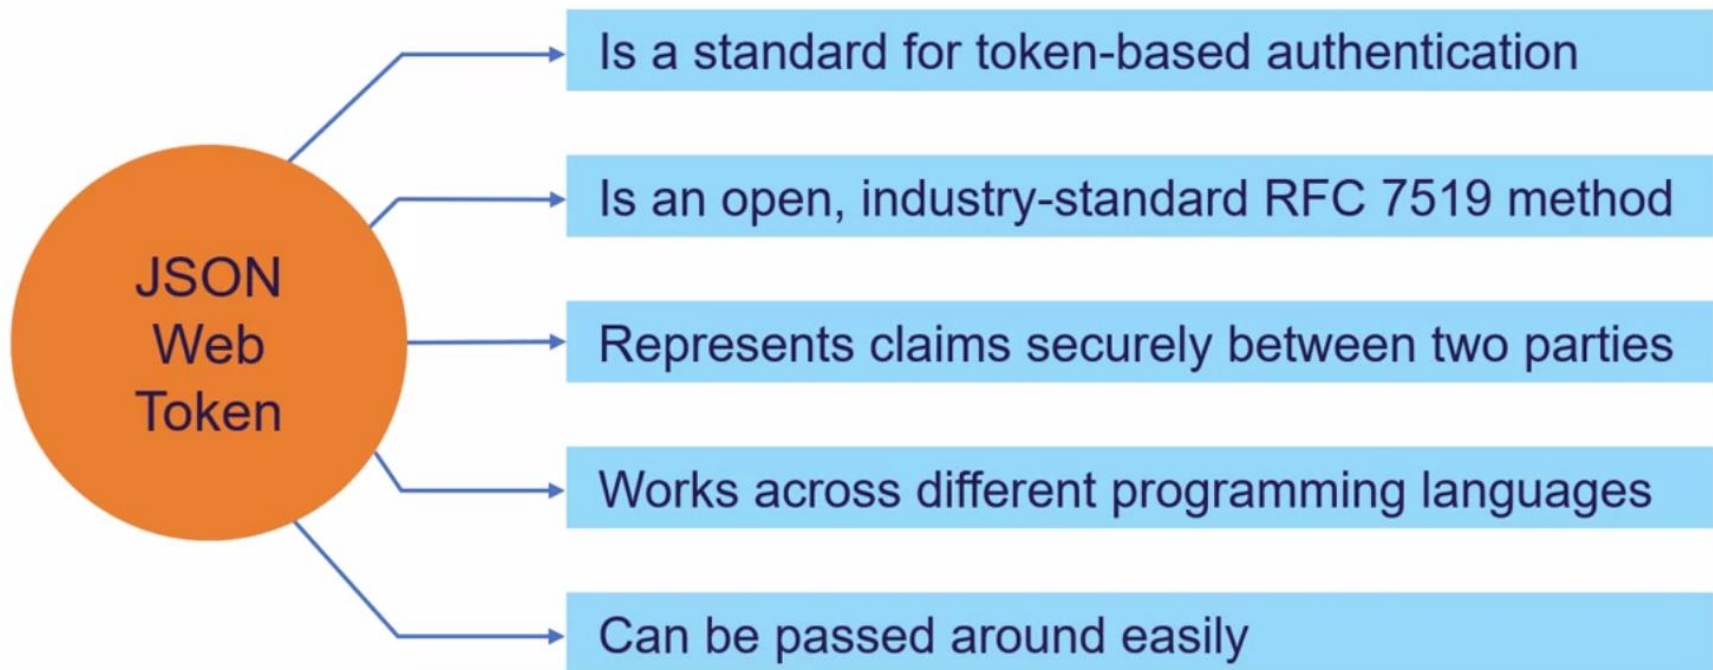 JSON
Web
Token
Is a standard for token-based authentication
Is an open, industry-standard RFC 7519 method
Represents claims securely between two parties
Works across different programming languages
Can be passed around easily